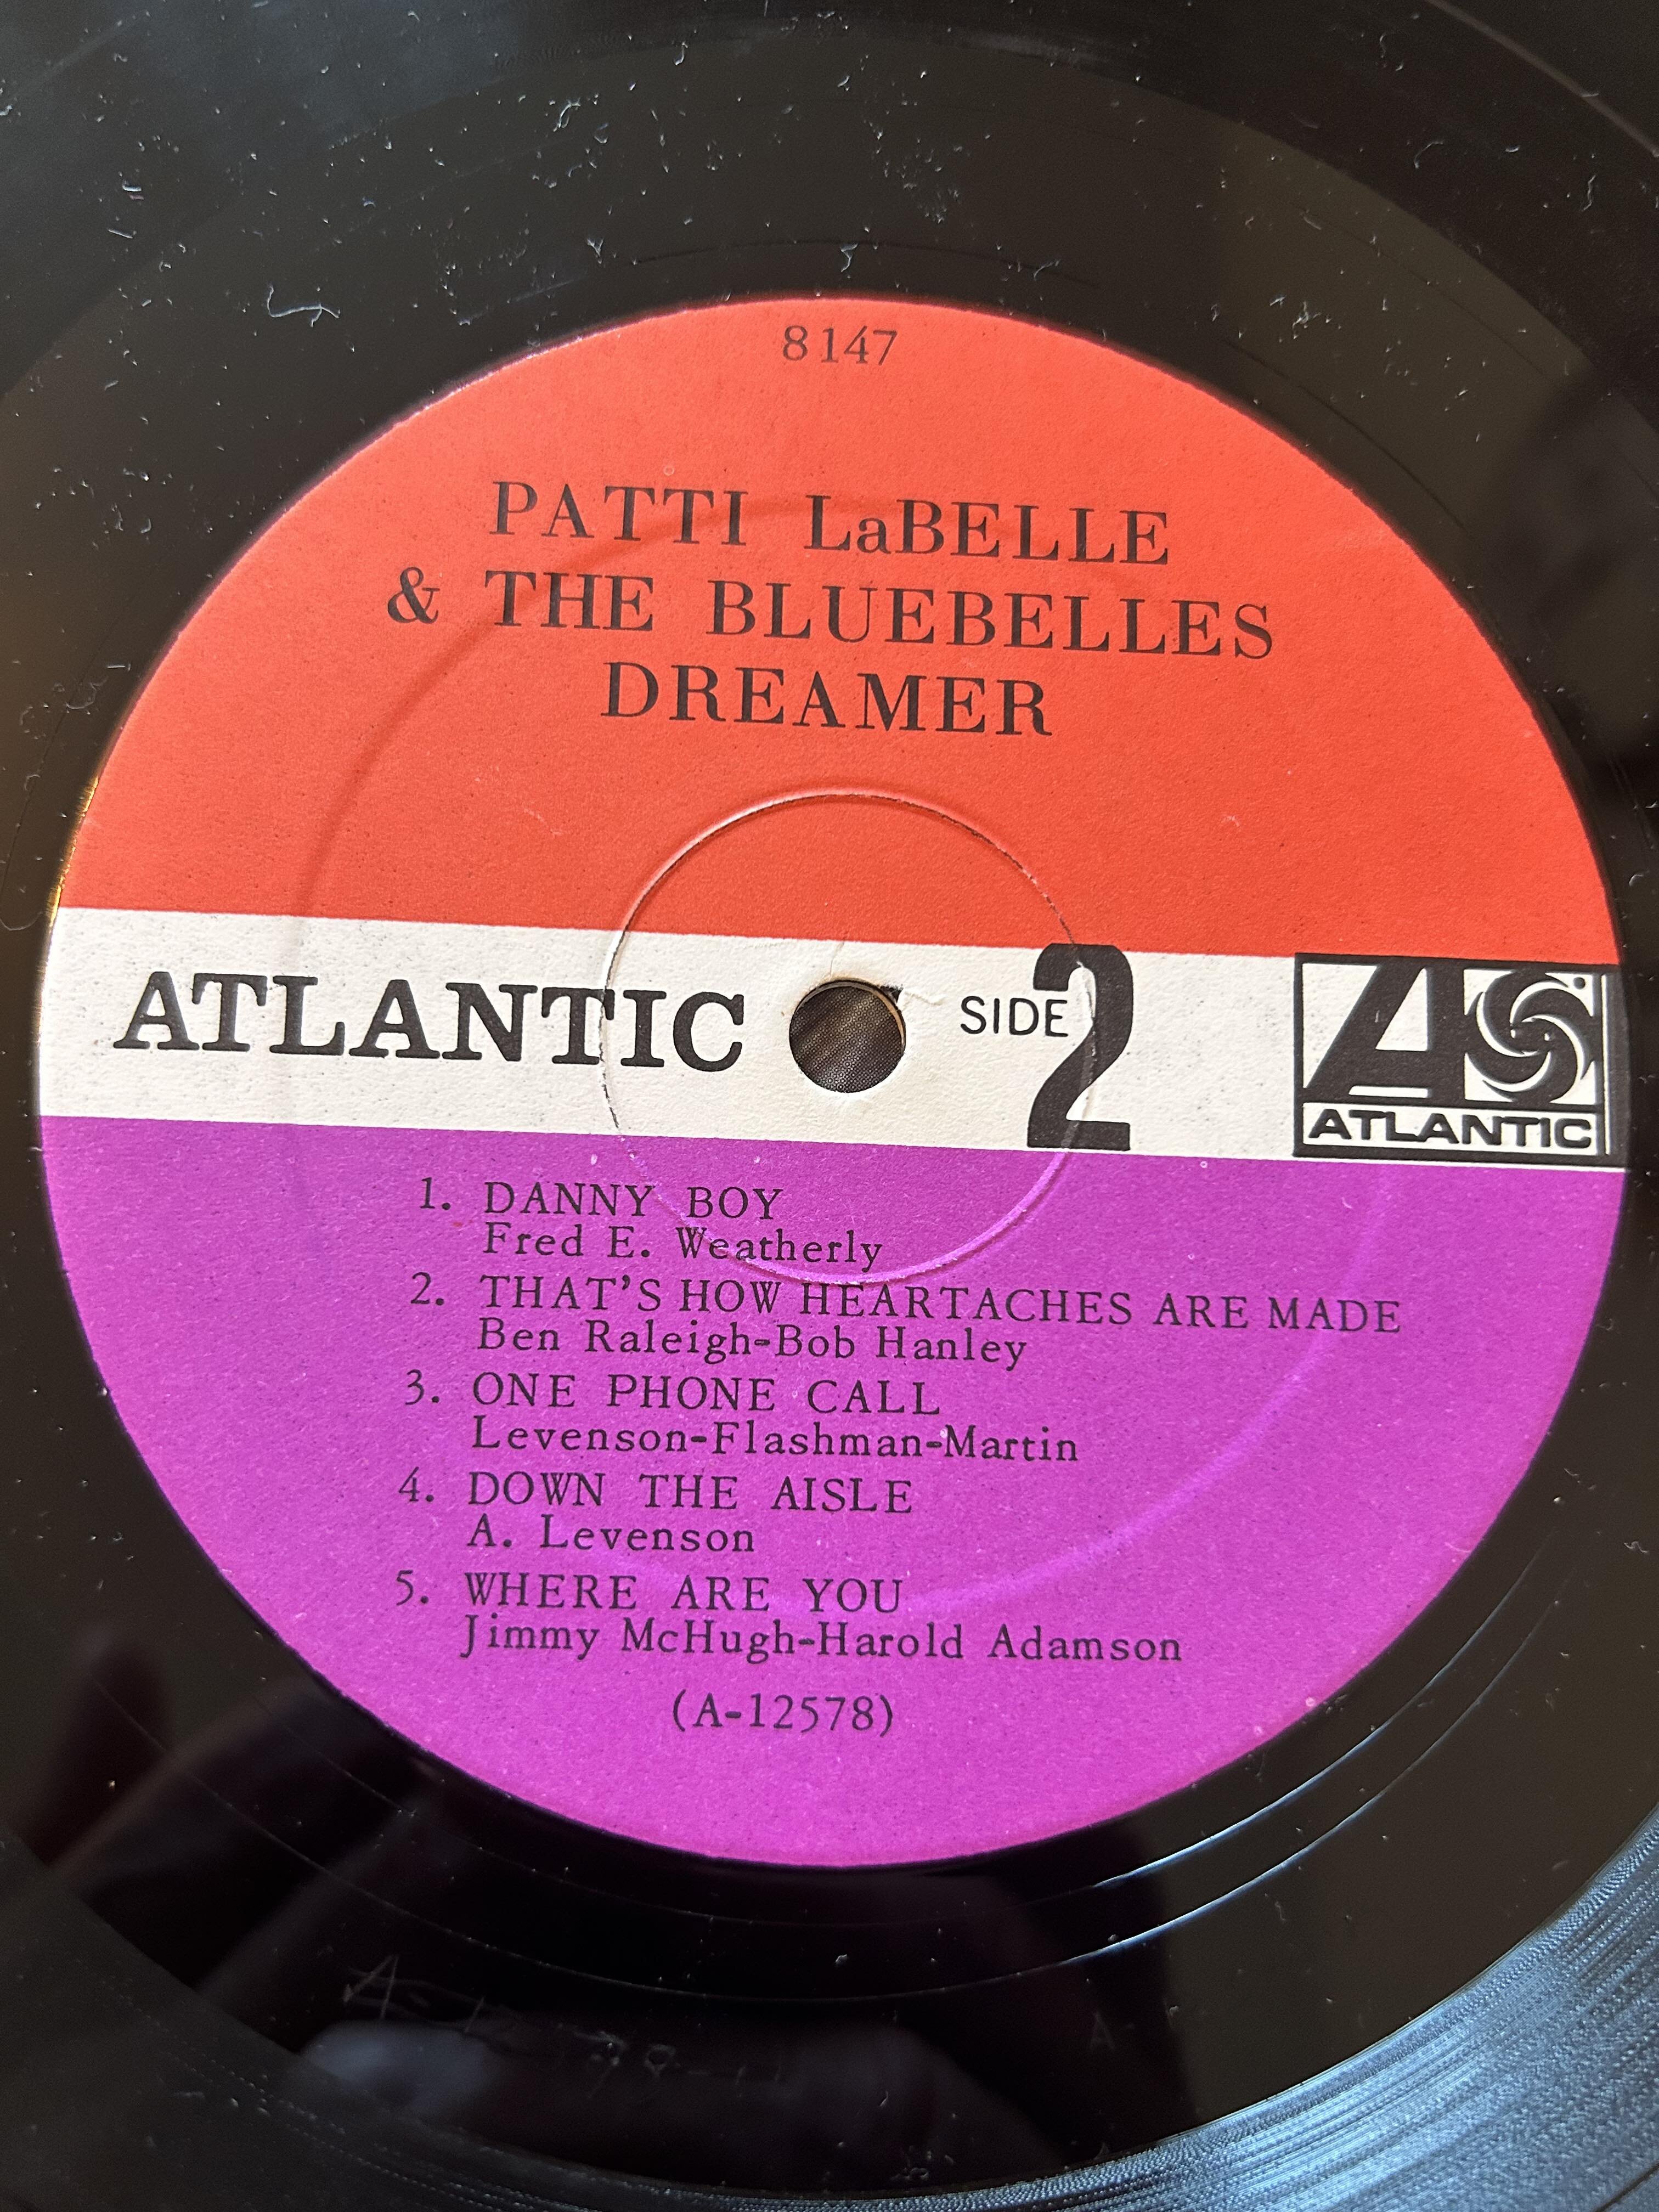 8147
PATTI LaBELLE
& THE BLUEBELLES
DREAMER
ATLANTIC SIDE 2
ATLANTIC
1. DANNY BOY
Fred E. Weatherly
2. THAT'S HOW HEARTACHES ARE MADE
Ben Raleigh-Bob Hanley
3. ONE PHONE CALL
Levenson-Flashman-Martin
4. DOWN THE AISLE
A. Levenson
5. WHERE ARE YOU
Jimmy McHugh-Harold Adamson
(A-12578)